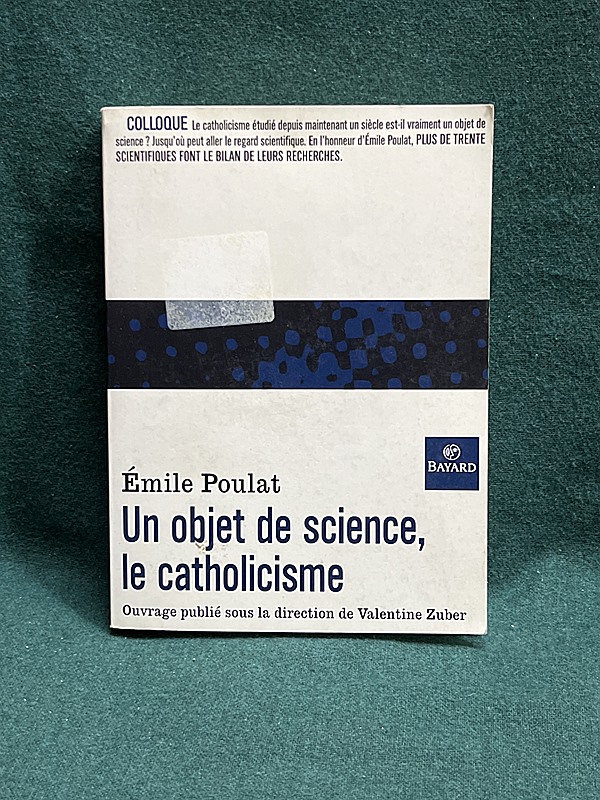 COLLOQUE Le catholicisme étudié depuis maintenant un siècle est-il vraiment un objet de
science ? Jusqu'où peut aller le regard scientifique. En l'honneur d'Émile Poulat, PLUS DE TRENTE
SCIENTIFIQUES FONT LE BILAN DE LEURS RECHERCHES.
BAYARD
Émile Poulat
Un objet de science,
le catholicisme
Ouvrage publié sous la direction de Valentine Zuber